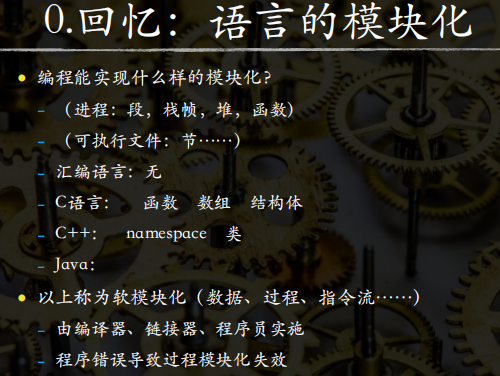 0.回忆：语言的模块化
• 编程能实现什么样的模块化？
– （进程：段，栈帧，堆，函数）
– （可执行文件：节……）
– 汇编语言：无
– C语言： 函数 数组 结构体
– C++： namespace 类
– Java：
• 以上称为软模块化（数据、过程、指令流……）
– 由编译器、链接器、程序员实施
– 程序错误导致过程模块化失效